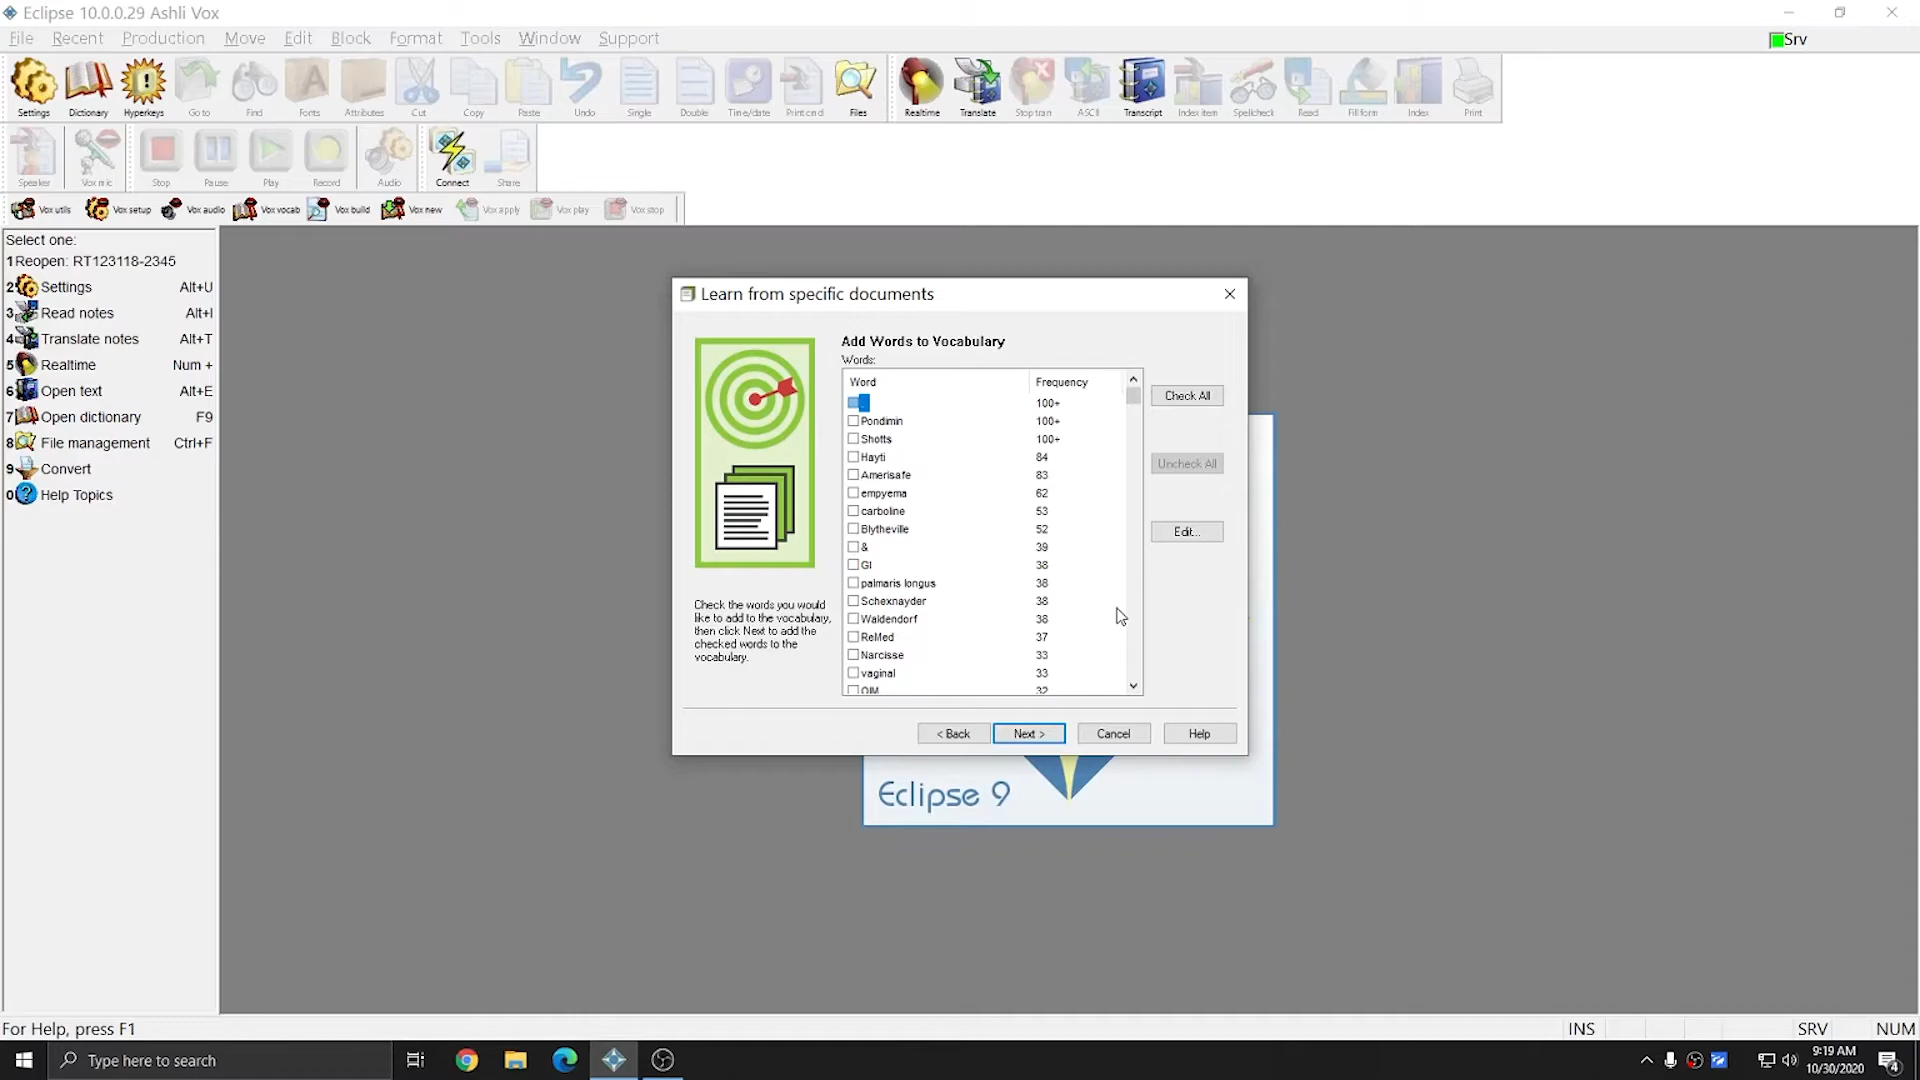 Eclipse 10.0.0.29 Ashli Vox
File Recent Production Move Edit Block Format Tools Window Support
Srv
Settings Dictionary Hyperkeys Go to Find Fonts Attributes Cut Copy Paste Undo Single Double Time/date Print cnd Files Realtime Translate Stop tran ASCII Transcript Index item Spellcheck Read Fill form Index Print
Speaker Vox mic Stop Pause Play Record Audio Connect Share
Vox utils Vox setup Vox audio Vox vocab Vox build Vox new Vox apply Vox play Vox stop
Select one:
1 Reopen: RT123118-2345
2 Settings Alt+U
3 Read notes Alt+I
4 Translate notes Alt+T
5 Realtime Num +
6 Open text Alt+E
7 Open dictionary F9
8 File management Ctrl+F
9 Convert
0 Help Topics
Learn from specific documents
Add Words to Vocabulary
Words:
Word Frequency
100+
Pondimin 100+
Shotts 100+
Hayti 84
Amerisafe 83
empyema 62
carboline 53
Blytheville 52
& 39
GI 38
palmaris longus 38
Schexnayder 38
Waldendorf 38
ReMed 37
Narcisse 33
vaginal 33
OIM 32
Check All
Uncheck All
Edit...
Check the words you would
like to add to the vocabulary,
then click Next to add the
checked words to the
vocabulary.
< Back Next > Cancel Help
Eclipse 9
For Help, press F1
INS SRV NUM
Type here to search
9:19 AM
10/30/2020
4